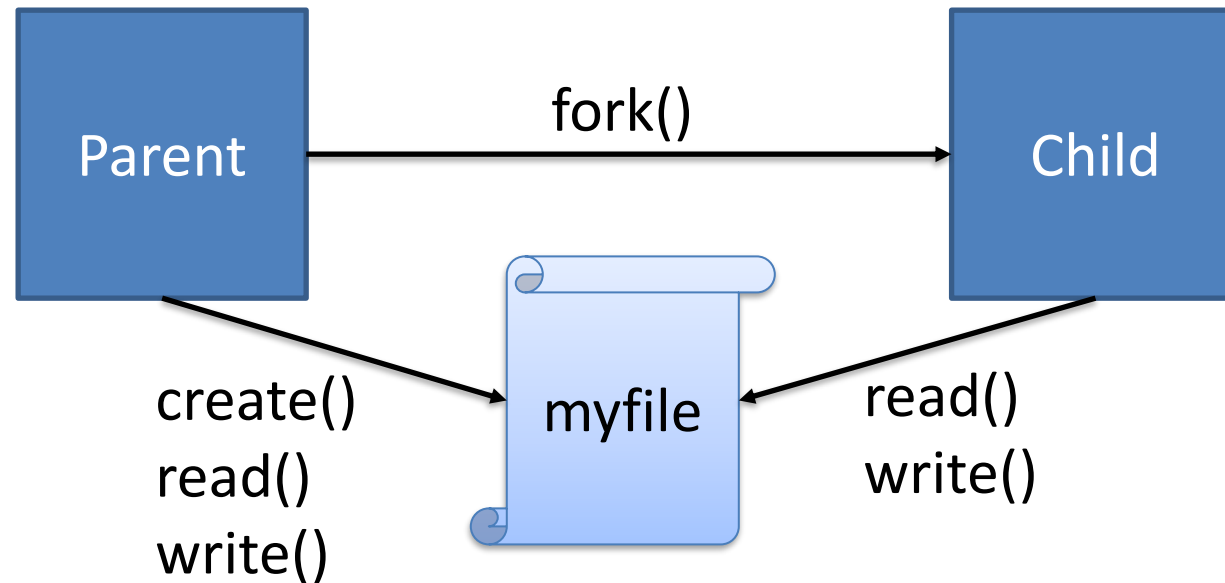 Parent
fork()
Child
create()
read()
write()
myfile
read()
write()